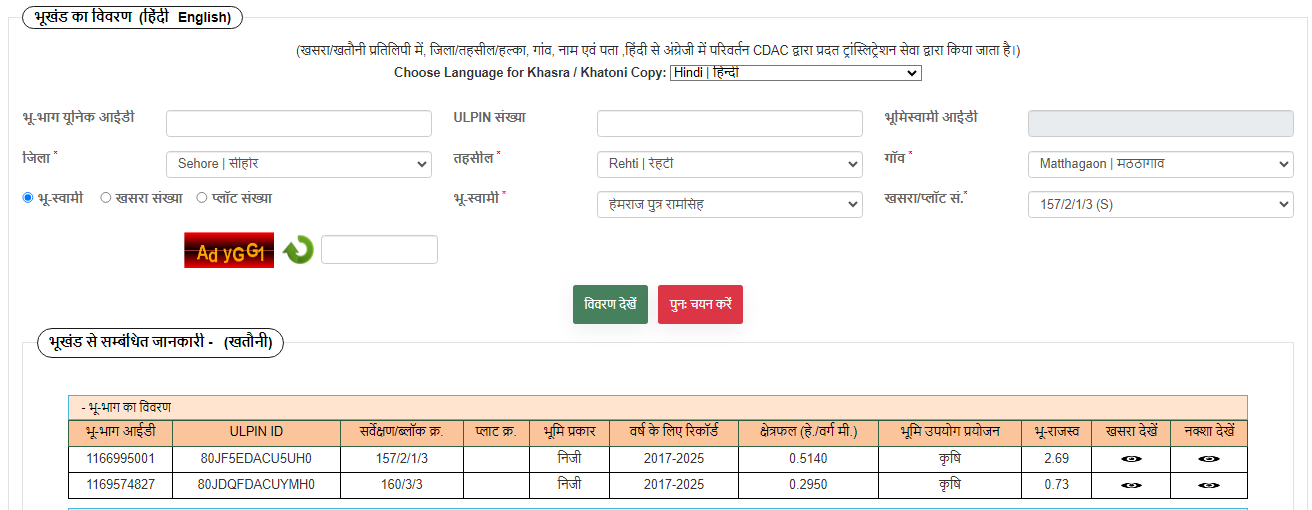 भूखंड का विवरण (हिंदी English)
(खसरा/खतौनी प्रतिलिपी में, जिला/तहसील/हल्का, गांव, नाम एवं पता ,हिंदी से अंग्रेजी में परिवर्तन CDAC द्वारा प्रदत ट्रांस्लिट्रेशन सेवा द्वारा किया जाता है।)
Choose Language for Khasra / Khatoni Copy: Hindi | हिन्दी
भू-भाग यूनिक आईडी ULPIN संख्या भूमिस्वामी आईडी
जिला * Sehore | सीहोर तहसील * Rehti | रेहटी गाँव * Matthagaon | मठठागाव
भू-स्वामी खसरा संख्या प्लॉट संख्या भू-स्वामी * हेमराज पुत्र रामसिंह खसरा/प्लॉट सं.* 157/2/1/3 (S)
Ad yGG1
विवरण देखें पुनः चयन करें
भूखंड से सम्बंधित जानकारी - (खतौनी)
- भू-भाग का विवरण
भू-भाग आईडी ULPIN ID सर्वेक्षण/ब्लॉक क्र. प्लाट क्र. भूमि प्रकार वर्ष के लिए रिकॉर्ड क्षेत्रफल (हे./वर्ग मी.) भूमि उपयोग प्रयोजन भू-राजस्व खसरा देखें नक्शा देखें
1166995001 80JF5EDACU5UH0 157/2/1/3 निजी 2017-2025 0.5140 कृषि 2.69
1169574827 80JDQFDACUYMH0 160/3/3 निजी 2017-2025 0.2950 कृषि 0.73